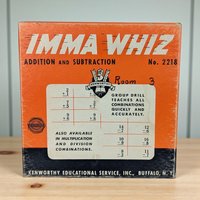 IMMA WHIZ
ADDITION and SUBTRACTION No. 2218
Room 3
GROUP DRILL
TEACHES ALL
COMBINATIONS
QUICKLY AND
ACCURATELY.
ALSO AVAILABLE
IN MULTIPLICATION
AND DIVISION
COMBINATIONS.
KENWORTHY EDUCATIONAL SERVICE, INC., BUFFALO, N.Y.